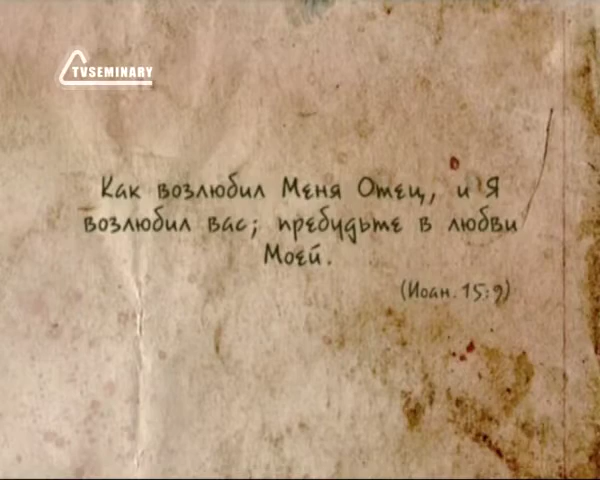 TVSEMINARY
Как возлюбил Меня Отец, и Я
возлюбил вас; пребудьте в любви
Моей.
(Иоан. 15:9)